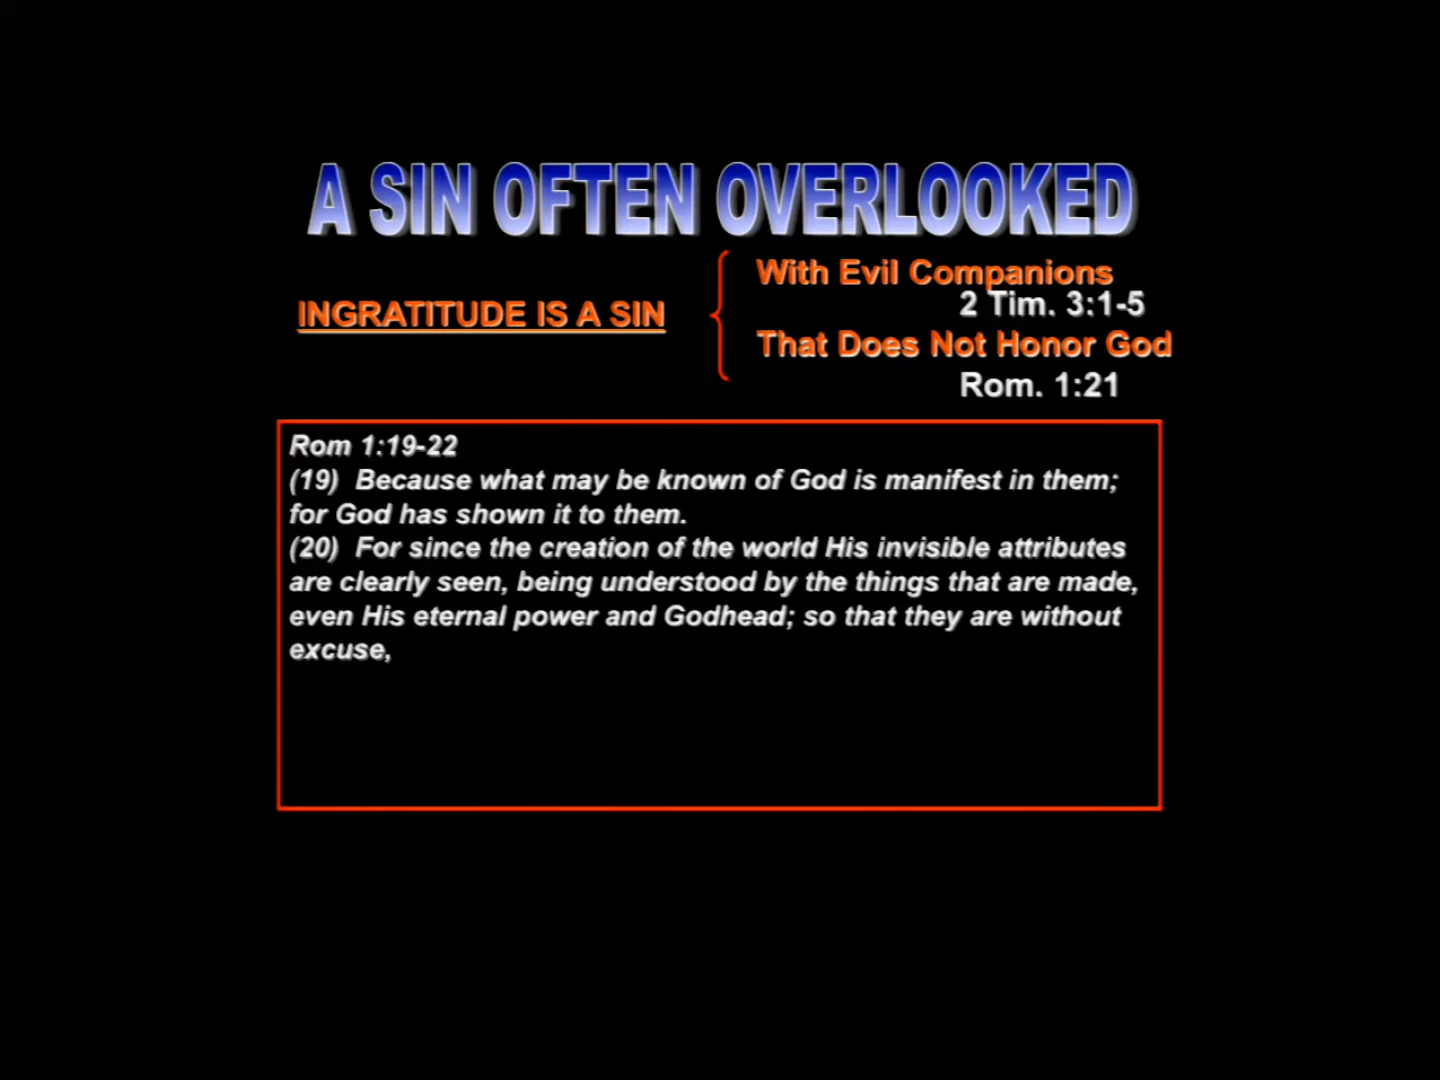 A SIN OFTEN OVERLOOKED
INGRATITUDE IS A SIN
With Evil Companions
2 Tim. 3:1-5
That Does Not Honor God
Rom. 1:21
Rom 1:19-22
(19)  Because what may be known of God is manifest in them;
for God has shown it to them.
(20)  For since the creation of the world His invisible attributes
are clearly seen, being understood by the things that are made,
even His eternal power and Godhead; so that they are without
excuse,